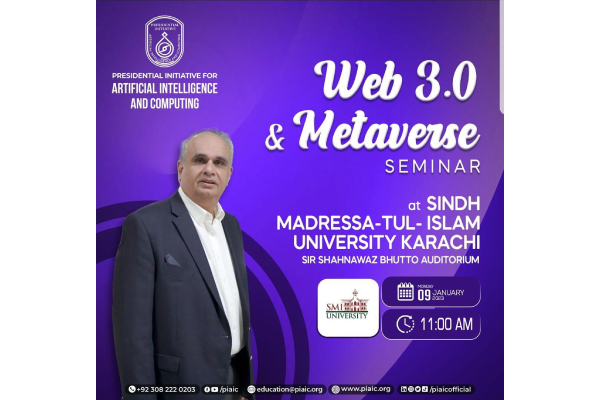 PRESIDENTIAL INITIATIVE FOR
ARTIFICIAL INTELLIGENCE
AND COMPUTING
Web 3.0
& Metaverse
SEMINAR
at SINDH
MADRESSA-TUL- ISLAM
UNIVERSITY KARACHI
SIR SHAHNAWAZ BHUTTO AUDITORIUM
SMI
UNIVERSITY
MONDAY
09 JANUARY
2023
11:00 AM
+92 308 222 0203
/piaic
education@piaic.org
www.piaic.org
/piaicofficial